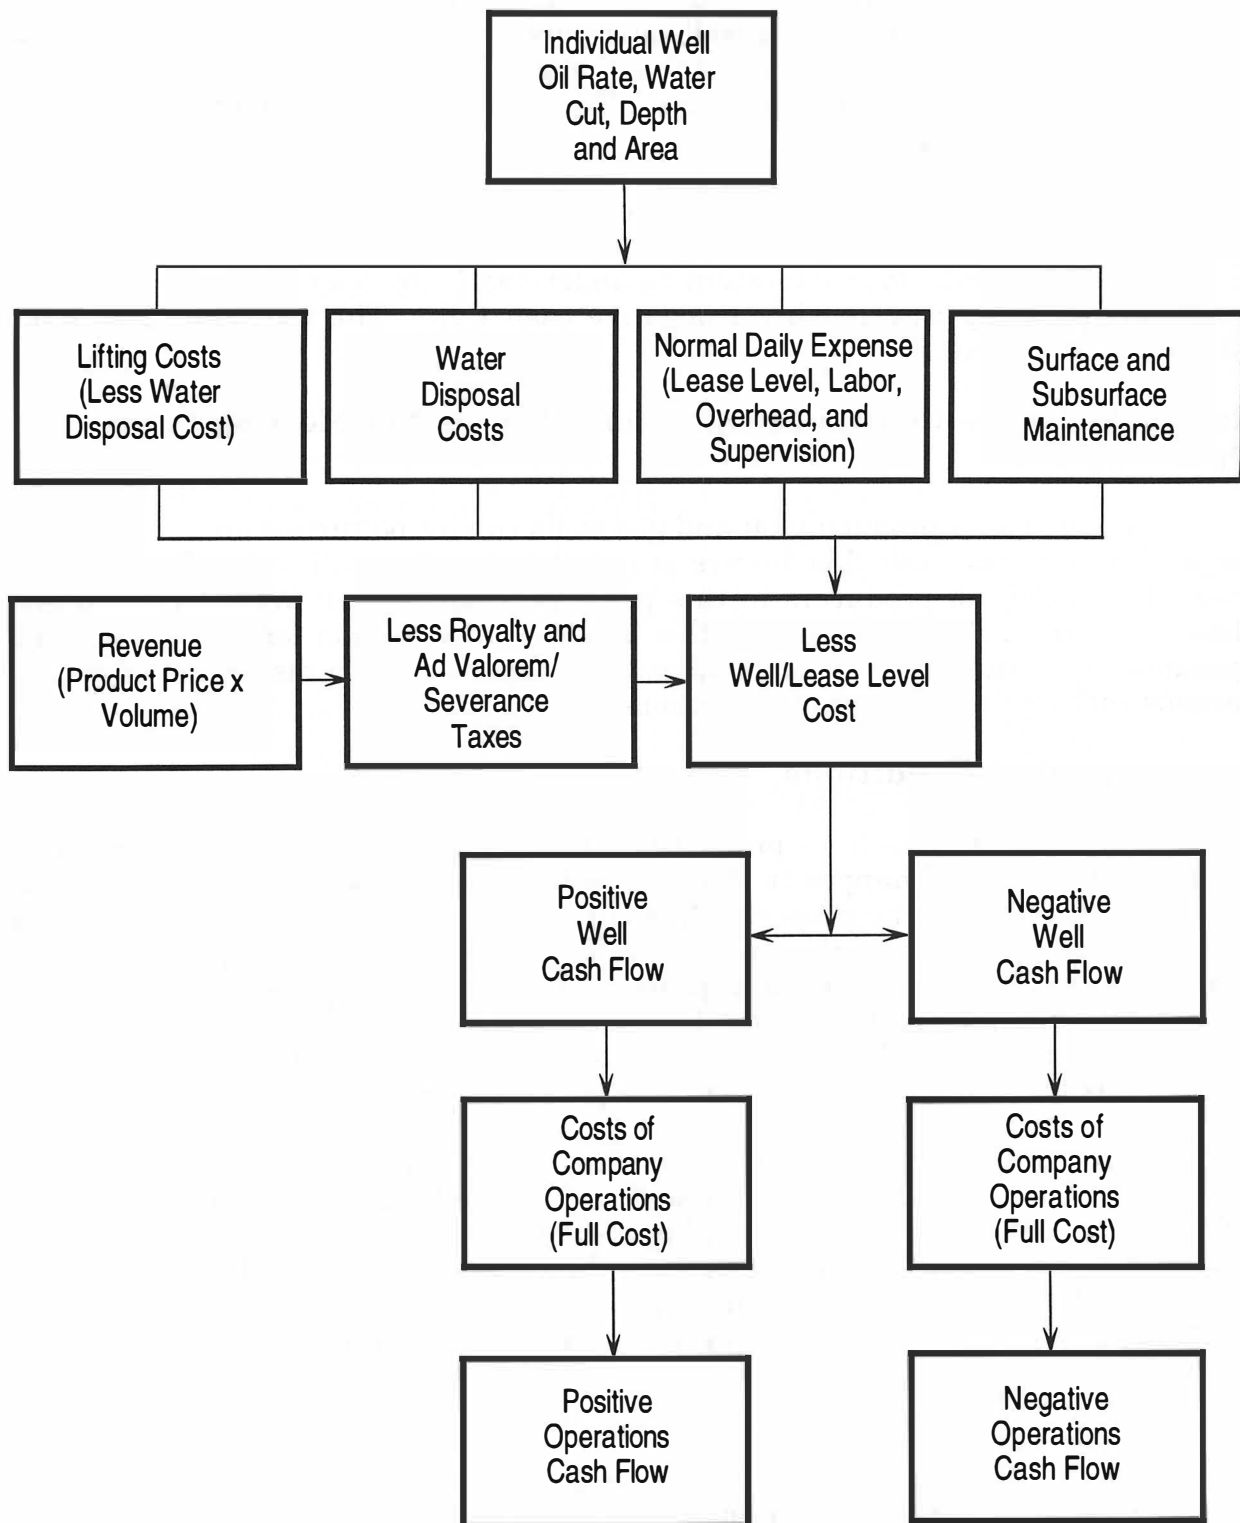 Individual Well
Oil Rate, Water
Cut, Depth
and Area
Lifting Costs
(Less Water
Disposal Cost)
Water
Disposal
Costs
Normal Daily Expense
(Lease Level, Labor,
Overhead, and
Supervision)
Surface and
Subsurface
Maintenance
Revenue
(Product Price x
Volume)
Less Royalty and
Ad Valorem/
Severance
Taxes
Less
Well/Lease Level
Cost
Positive
Well
Cash Flow
Negative
Well
Cash Flow
Costs of
Company
Operations
(Full Cost)
Costs of
Company
Operations
(Full Cost)
Positive
Operations
Cash Flow
Negative
Operations
Cash Flow